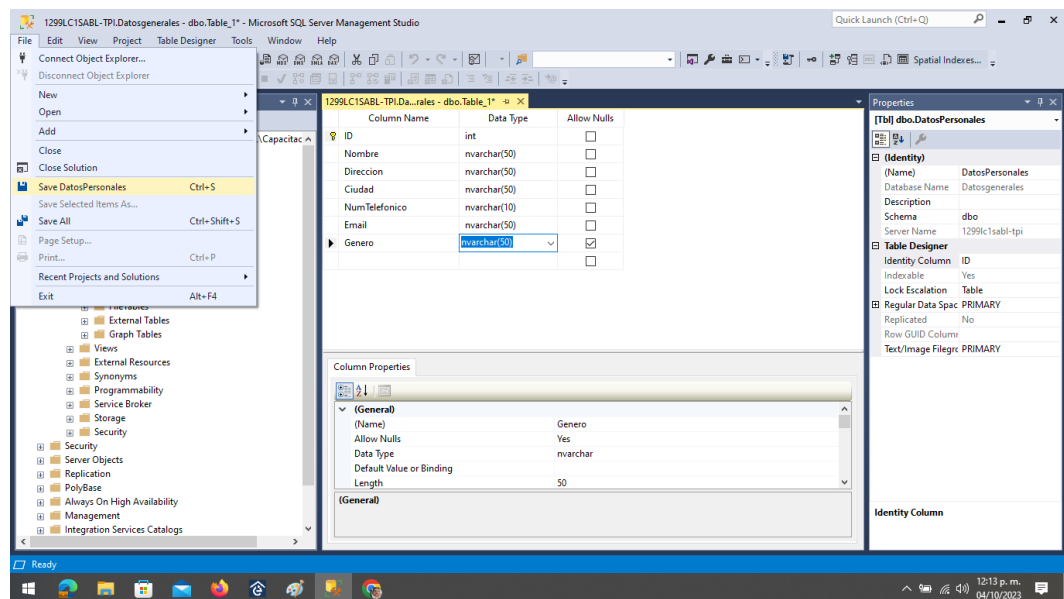 1299LC1SABL-TPI.Datosgenerales - dbo.Table_1* - Microsoft SQL Server Management Studio
Quick Launch (Ctrl+Q)
File Edit View Project Table Designer Tools Window Help
Spatial Indexes...
Connect Object Explorer...
Disconnect Object Explorer
New
Open
Add
Close
Close Solution
Save DatosPersonales Ctrl+S
Save Selected Items As...
Save All Ctrl+Shift+S
Page Setup...
Print... Ctrl+P
Recent Projects and Solutions
Exit Alt+F4
\Capacitac
External Tables
Graph Tables
Views
External Resources
Synonyms
Programmability
Service Broker
Storage
Security
Security
Server Objects
Replication
PolyBase
Always On High Availability
Management
Integration Services Catalogs
1299LC1SABL-TPI.Da...rales - dbo.Table_1*
Column Name Data Type Allow Nulls
ID int
Nombre nvarchar(50)
Direccion nvarchar(50)
Ciudad nvarchar(50)
NumTelefonico nvarchar(10)
Email nvarchar(50)
Genero nvarchar(50)
Column Properties
(General)
(Name) Genero
Allow Nulls Yes
Data Type nvarchar
Default Value or Binding
Length 50
(General)
Properties
[Tbl] dbo.DatosPersonales
(Identity)
(Name) DatosPersonales
Database Name Datosgenerales
Description
Schema dbo
Server Name 1299lc1sabl-tpi
Table Designer
Identity Column ID
Indexable Yes
Lock Escalation Table
Regular Data Spac PRIMARY
Replicated No
Row GUID Colum
Text/Image Filegrc PRIMARY
Identity Column
Ready
12:13 p. m.
04/10/2023